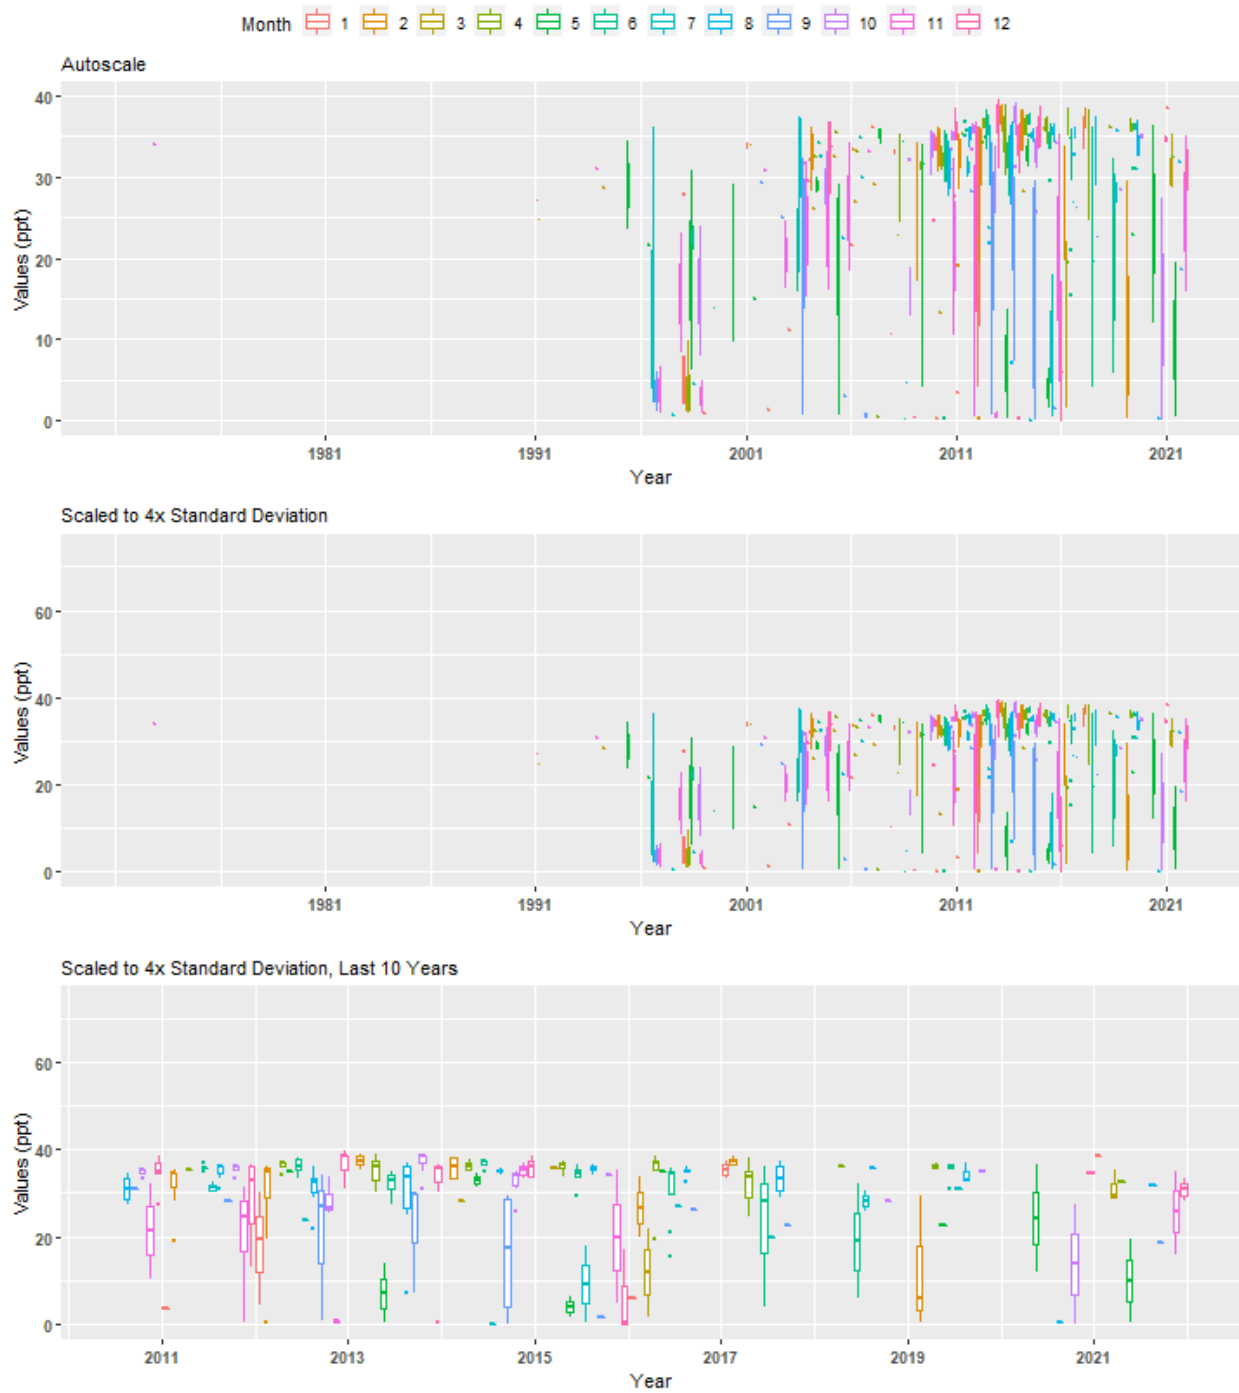 Month 1 2 3 4 5 6 7 8 9 10 11 12
Autoscale
Values (ppt)
40
30
20
10
0
1981 1991 2001 2011 2021
Year
Scaled to 4x Standard Deviation
Values (ppt)
60
40
20
0
1981 1991 2001 2011 2021
Year
Scaled to 4x Standard Deviation, Last 10 Years
Values (ppt)
60
40
20
0
2011 2013 2015 2017 2019 2021
Year